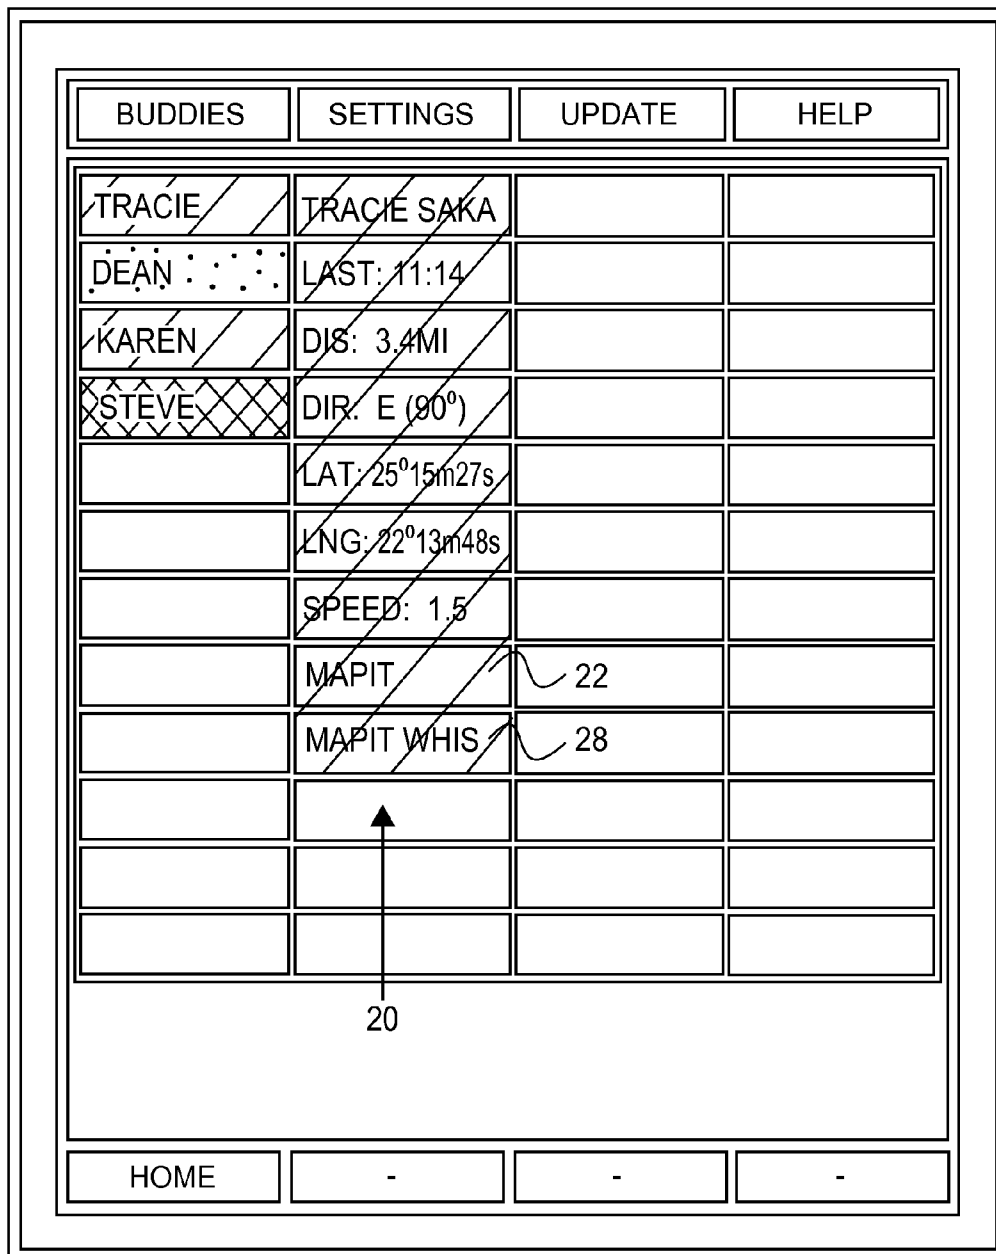 BUDDIES SETTINGS UPDATE HELP
TRACIE TRACIE SAKA
DEAN LAST: 11:14
KAREN DIS: 3.4MI
STEVE DIR: E (90⁰)
LAT: 25⁰15m27s
LNG: 22⁰13m48s
SPEED: 1.5
MAPIT 22
MAPIT WHIS 28
20
HOME - - -